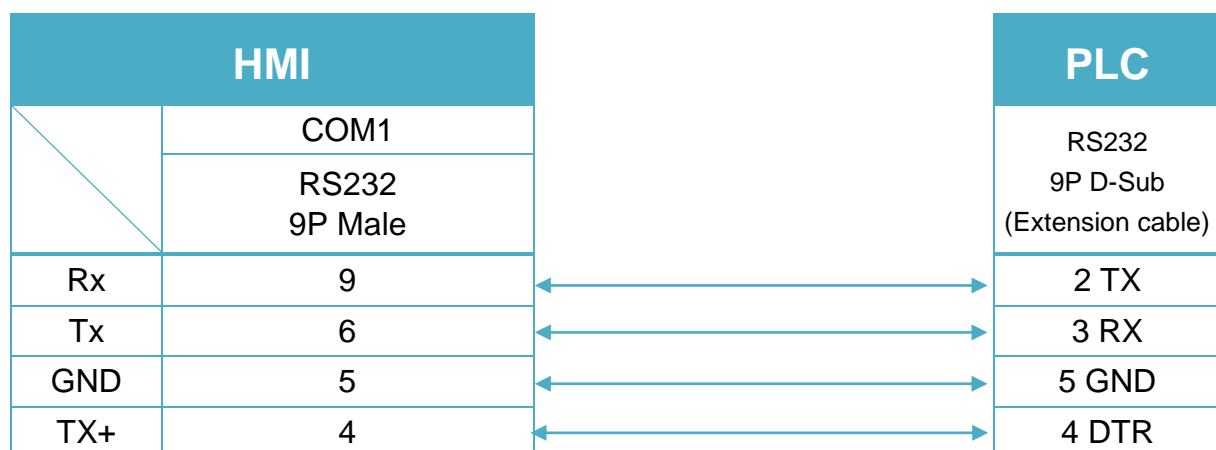 HMI PLC
COM1
RS232
9P Male
RS232
9P D-Sub
(Extension cable)
Rx 9 2 TX
Tx 6 3 RX
GND 5 5 GND
TX+ 4 4 DTR